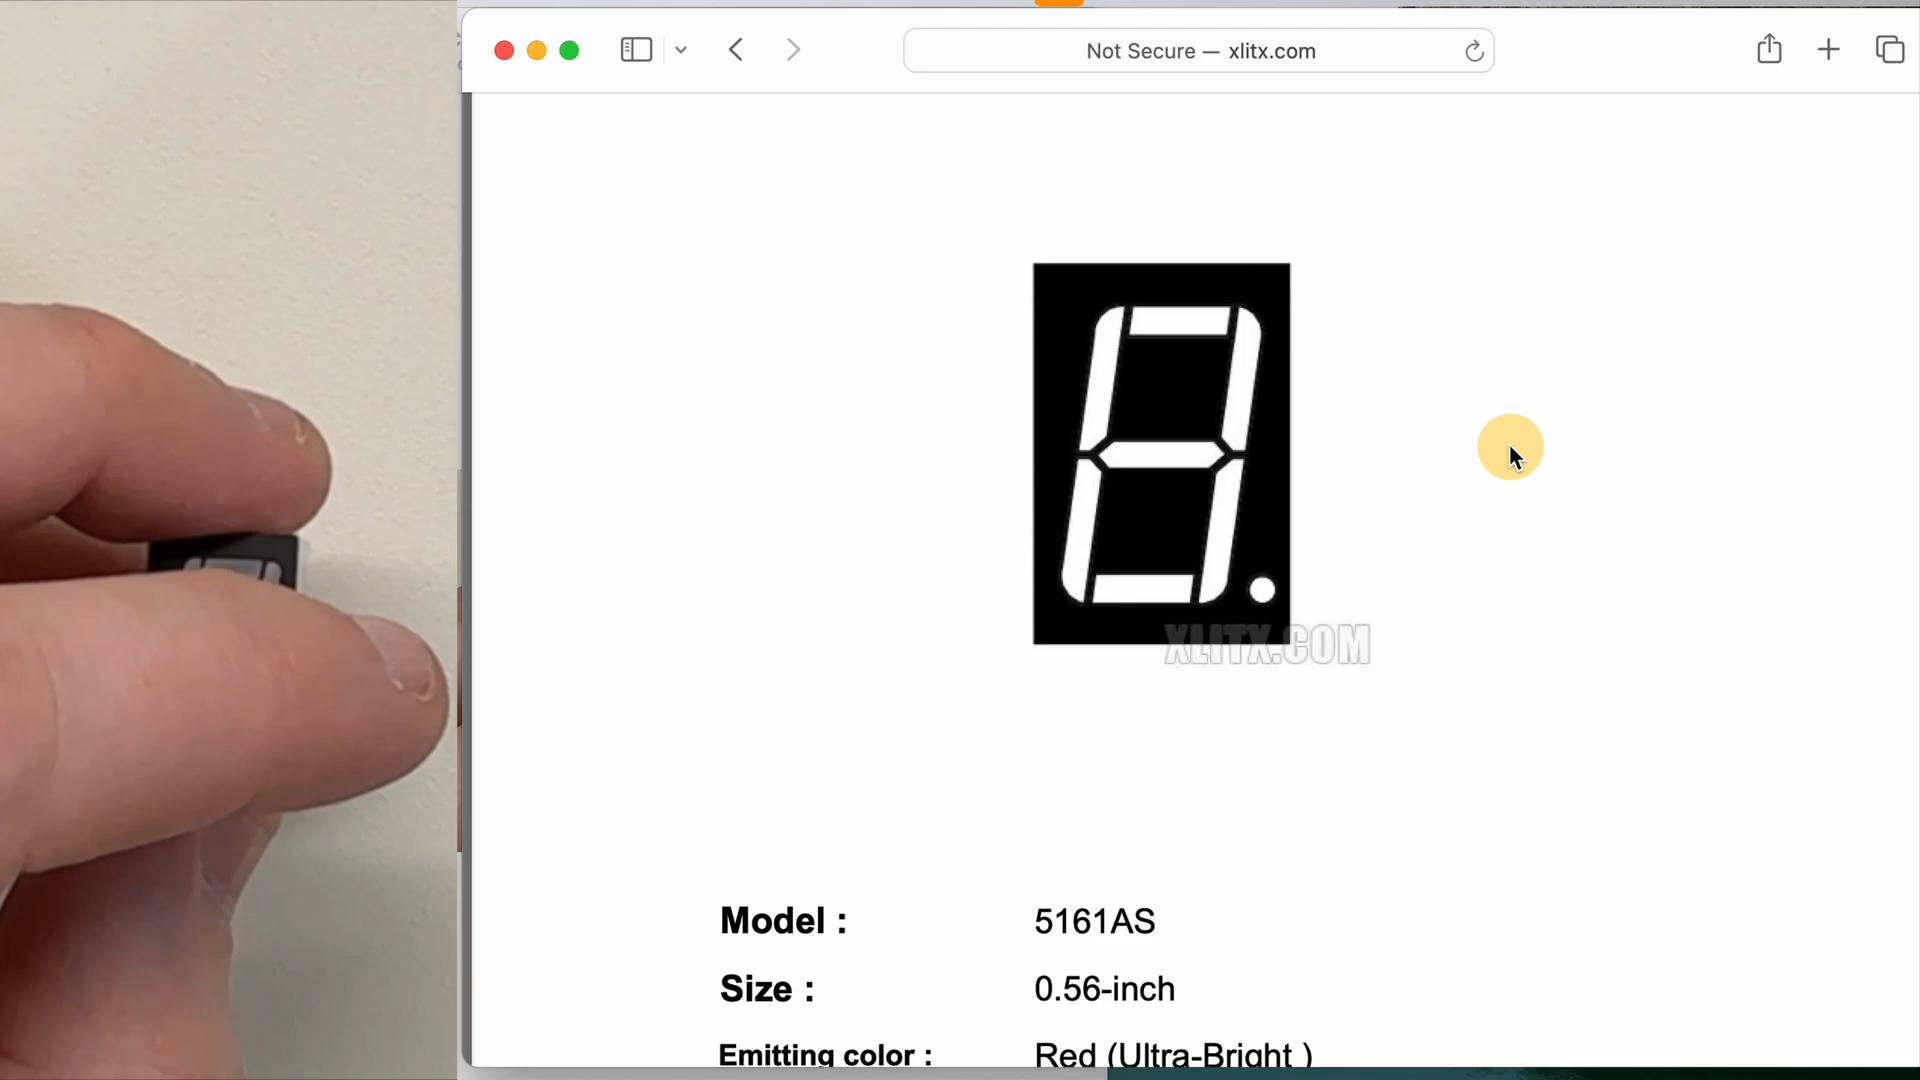 Not Secure — xlitx.com
XLITX.COM
Model : 5161AS
Size : 0.56-inch
Emitting color : Red (Ultra-Bright )